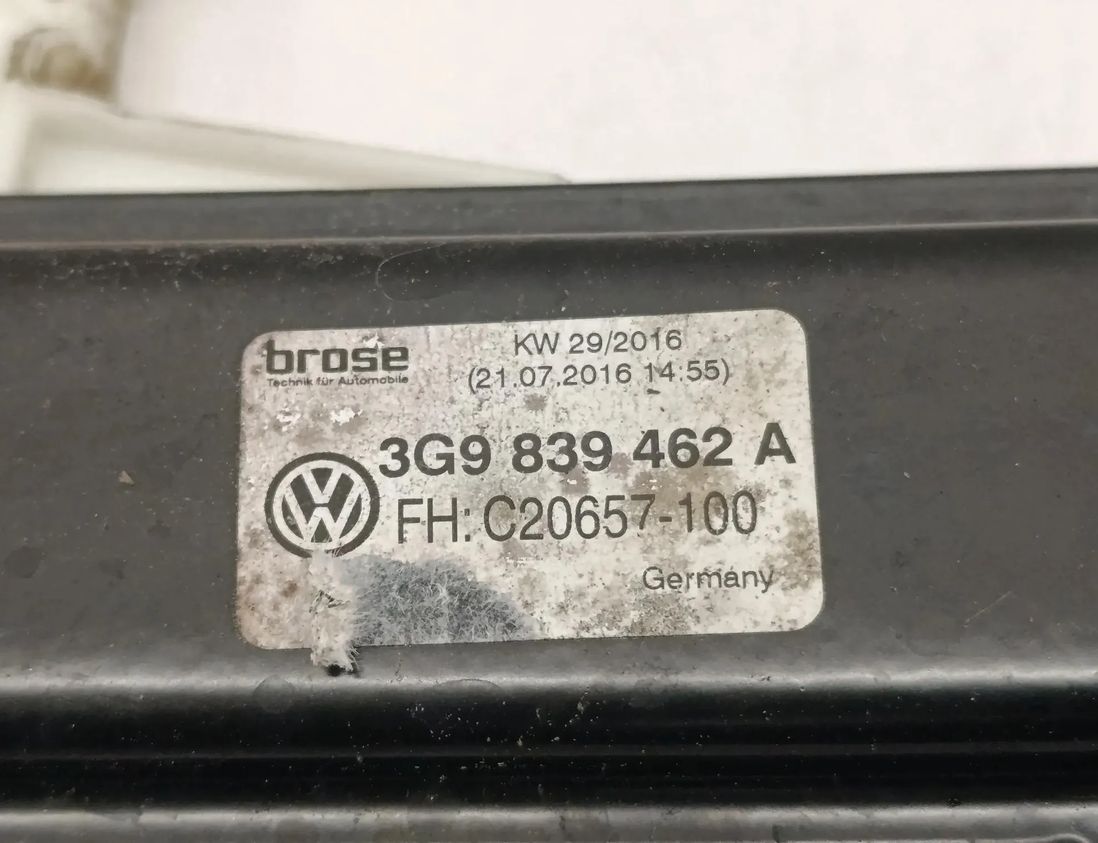 brose
Technik für Automobile
KW 29/2016
(21.07.2016 14:55)
3G9 839 462 A
FH: C20657-100
Germany